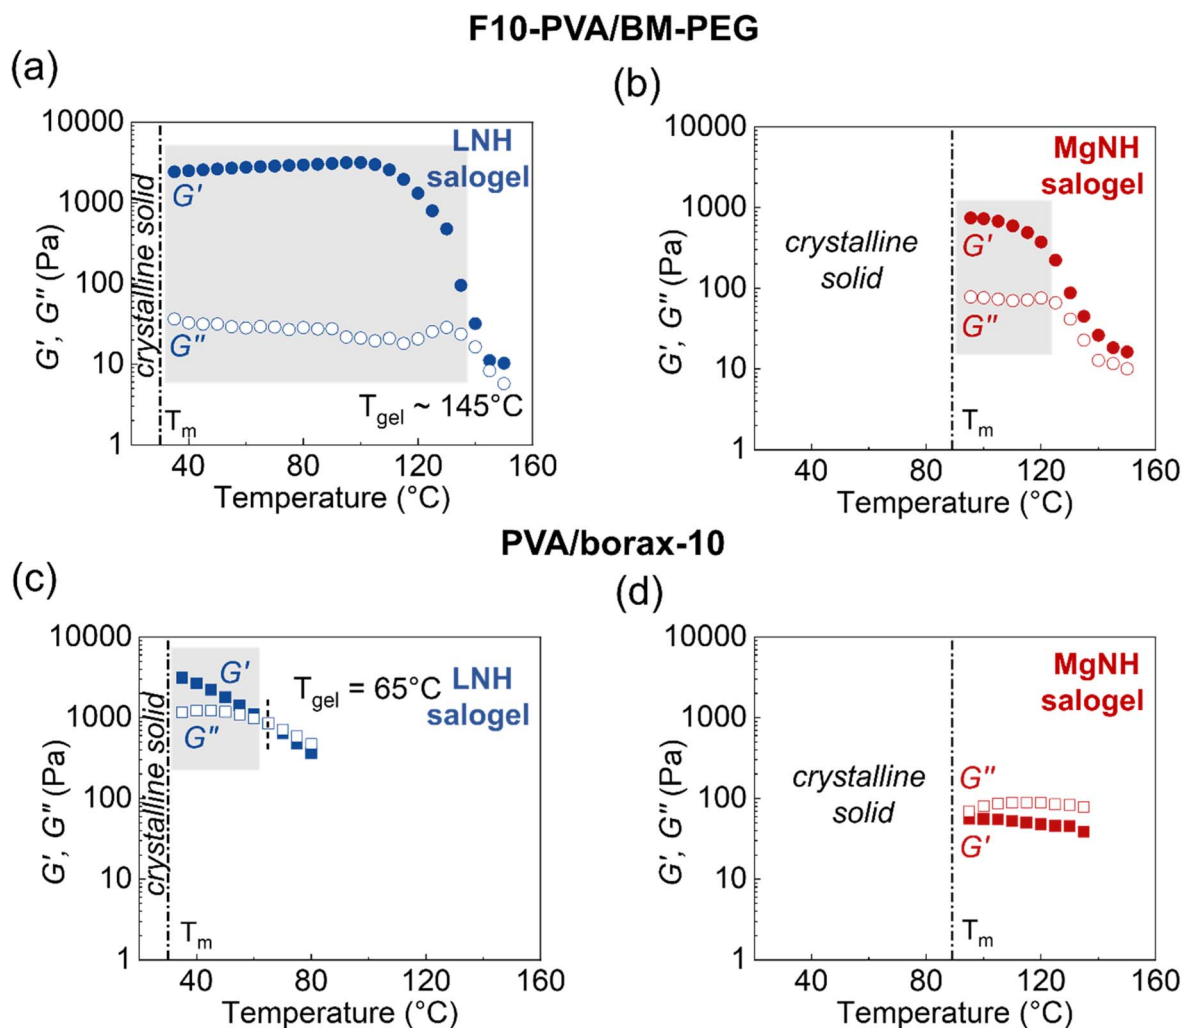 F10-PVA/BM-PEG
(a)
10000
1000
100
10
1
G', G" (Pa)
crystalline solid
LNH
salogel
G'
G"
T_gel ~ 145°C
T_m
40 80 120 160
Temperature (°C)
(b)
10000
1000
100
10
1
G', G" (Pa)
MgNH
salogel
crystalline
solid
G'
G"
T_m
40 80 120 160
Temperature (°C)
PVA/borax-10
(c)
10000
1000
100
10
1
G', G" (Pa)
crystalline solid
G'
G"
T_gel = 65°C
LNH
salogel
T_m
40 80 120 160
Temperature (°C)
(d)
10000
1000
100
10
1
G', G" (Pa)
MgNH
salogel
crystalline
solid
G"
G'
T_m
40 80 120 160
Temperature (°C)